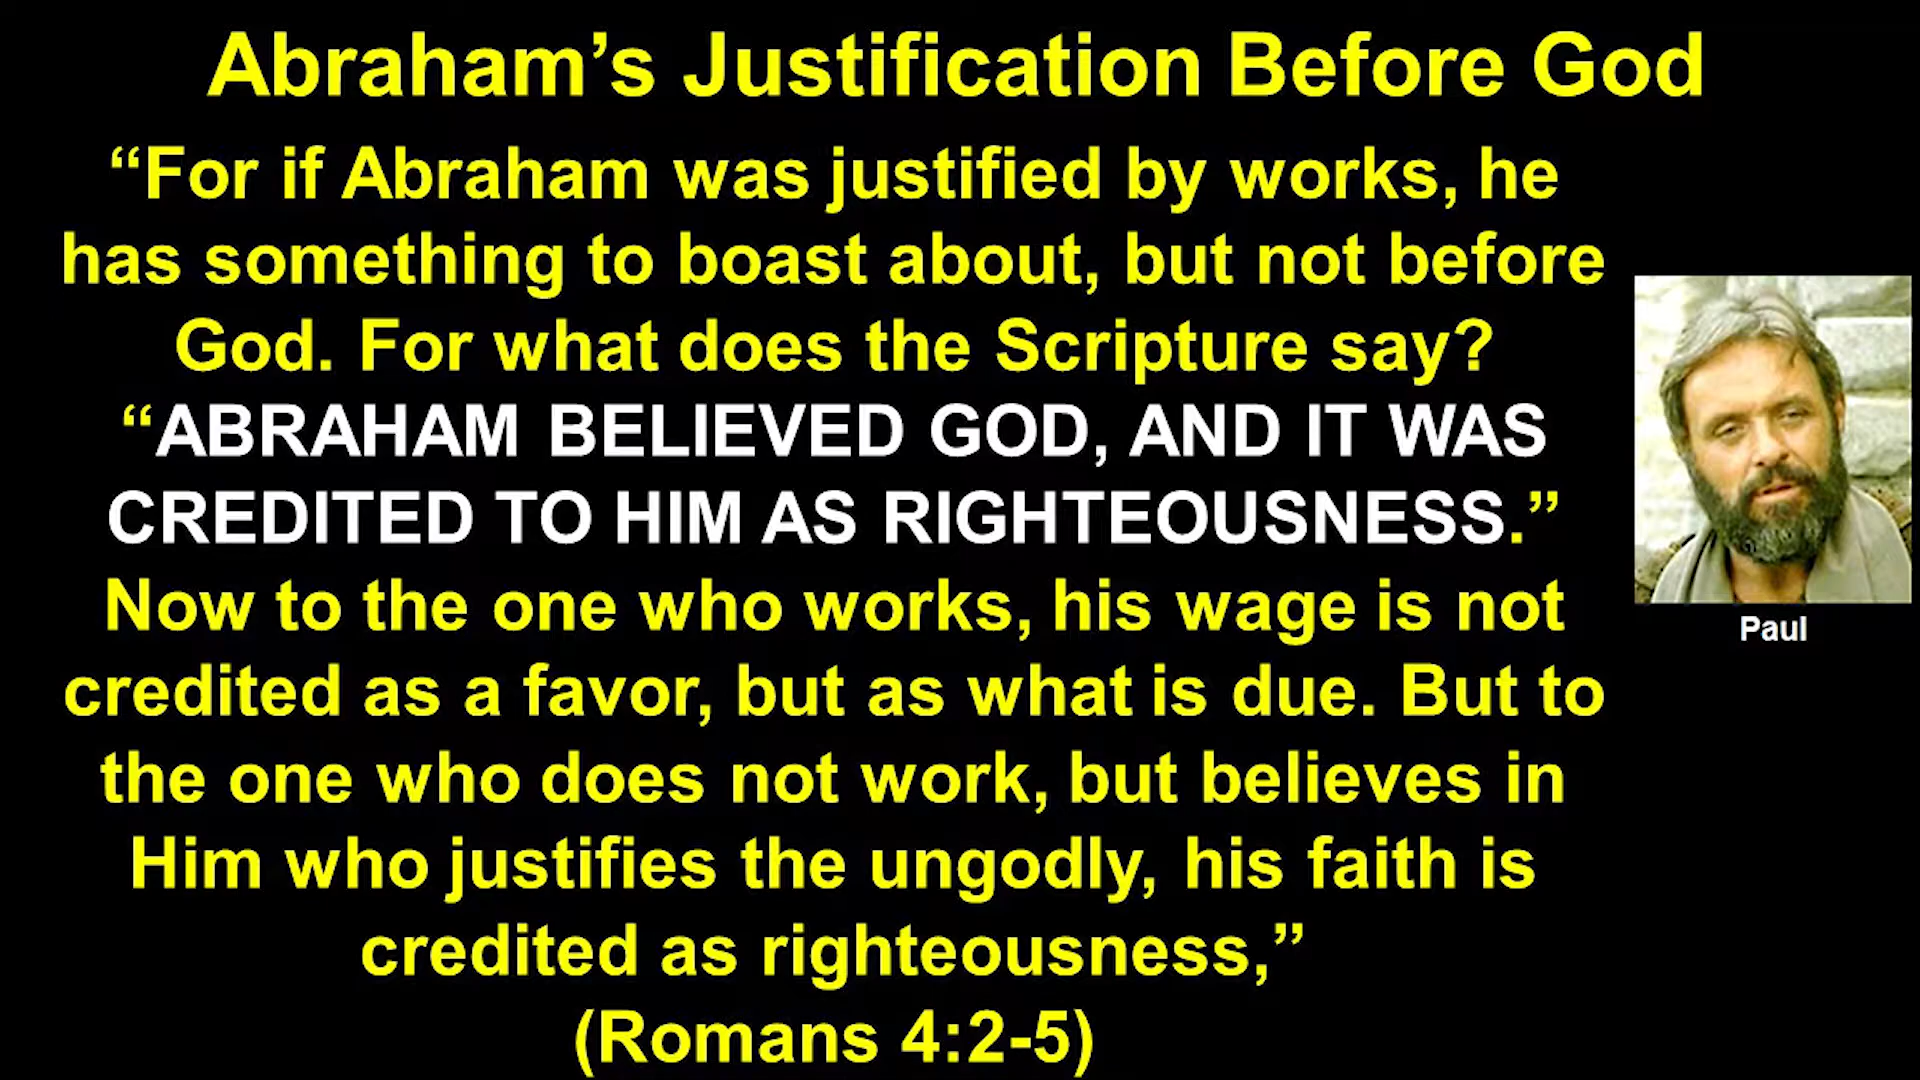 Abraham’s Justification Before God
“For if Abraham was justified by works, he
has something to boast about, but not before
God. For what does the Scripture say?
“ABRAHAM BELIEVED GOD, AND IT WAS
CREDITED TO HIM AS RIGHTEOUSNESS.”
Now to the one who works, his wage is not
credited as a favor, but as what is due. But to
the one who does not work, but believes in
Him who justifies the ungodly, his faith is
credited as righteousness,”
(Romans 4:2-5)
Paul